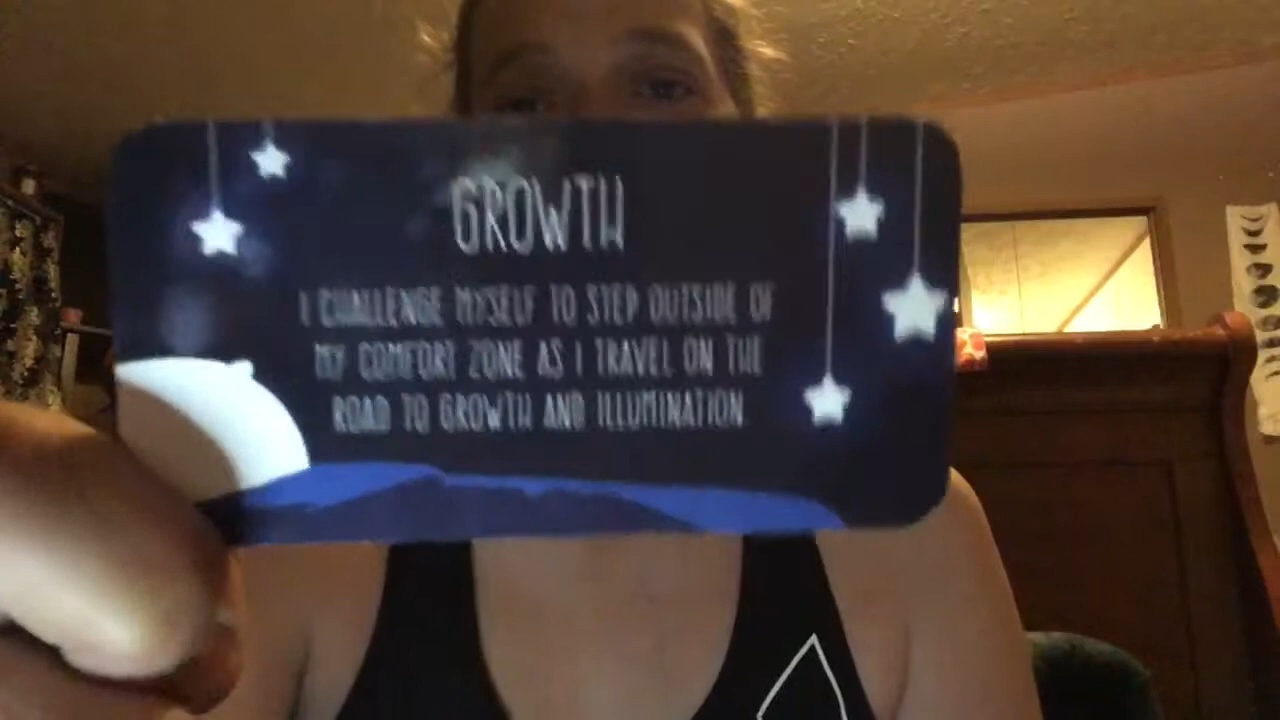 GROWTH
I CHALLENGE MYSELF TO STEP OUTSIDE OF
MY COMFORT ZONE AS I TRAVEL ON THE
ROAD TO GROWTH AND ILLUMINATION.